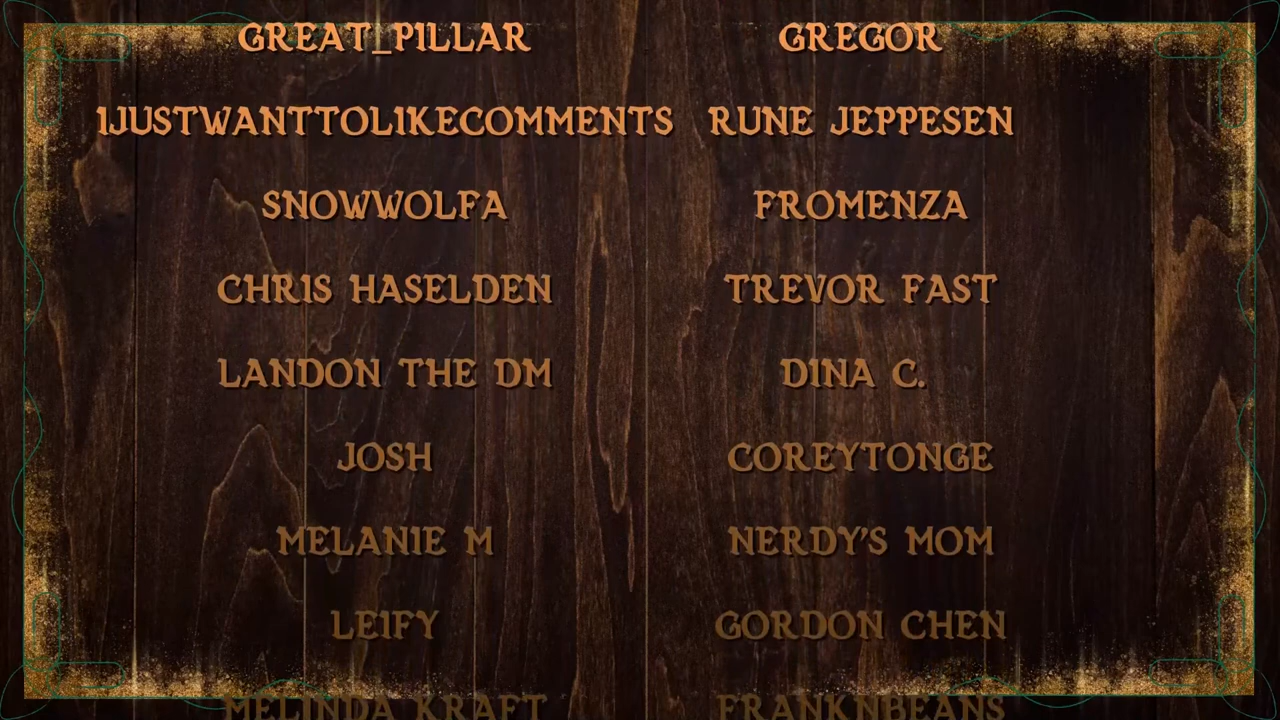 GREAT_PILLAR GREGOR
IJUSTWANTTOLIKECOMMENTS RUNE JEPPESEN
SNOWWOLFA FROMENZA
CHRIS HASELDEN TREVOR FAST
LANDON THE DM DINA C.
JOSH COREYTONGE
MELANIE M NERDY'S MOM
LEIFY GORDON CHEN
MELINDA KRAFT FRANKNBEANS